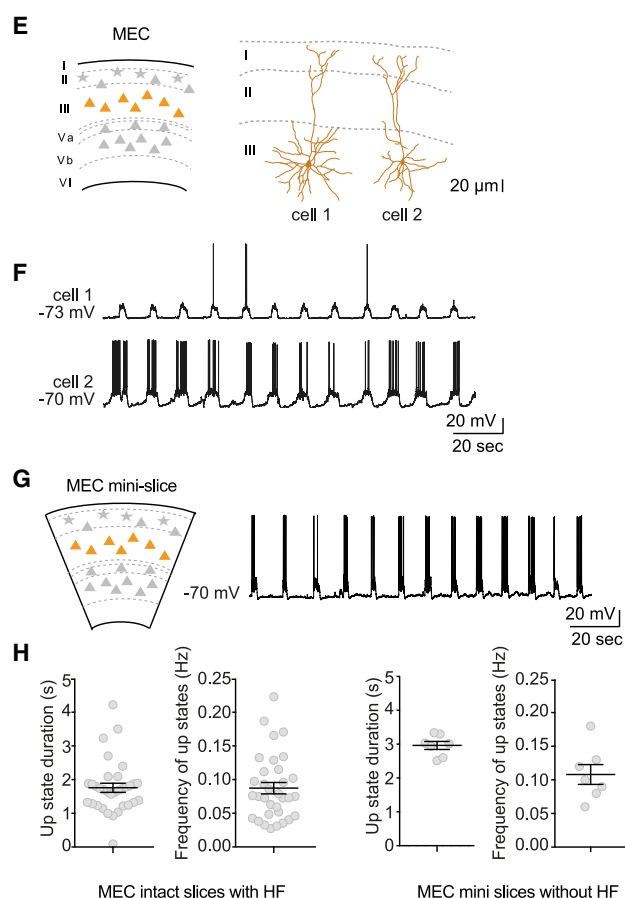 E
MEC
I
II
III
Va
Vb
VI
I
II
III
cell 1
cell 2
20 µm
F
cell 1
-73 mV
cell 2
-70 mV
20 mV
20 sec
G
MEC mini-slice
-70 mV
20 mV
20 sec
H
Up state duration (s)
5
4
3
2
1
0
Frequency of up states (Hz)
0.25
0.20
0.15
0.10
0.05
0.00
Up state duration (s)
5
4
3
2
1
0
Frequency of up states (Hz)
0.25
0.20
0.15
0.10
0.05
0.00
MEC intact slices with HF
MEC mini slices without HF